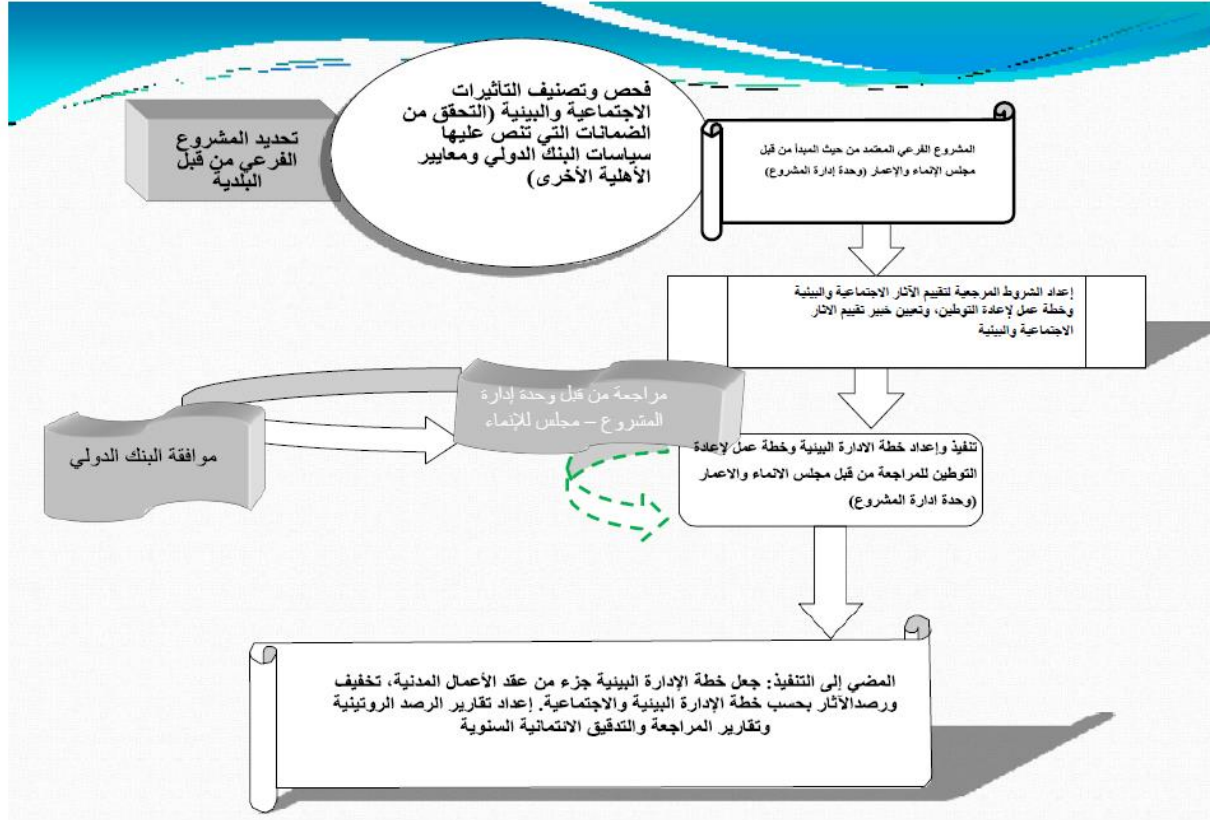 تحديد المشروع
الفرعي من قبل
البلدية
فحص وتصنيف التأثيرات
الاجتماعية والبيئية (التحقق من
الضمانات التي تنص عليها
سياسات البنك الدولي ومعايير
الأهلية الأخرى)
المشروع الفرعي المعتمد من حيث المبدأ من قبل
مجلس الإنماء والإعمار (وحدة إدارة المشروع)
إعداد الشروط المرجعية لتقييم الآثار الاجتماعية والبيئية
وخطة عمل لإعادة التوطين، وتعيين خبير تقييم الاثار
الاجتماعية والبيئية
تنفيذ وإعداد خطة الادارة البيئية وخطة عمل لإعادة
التوطين للمراجعة من قبل مجلس الانماء والاعمار
(وحدة ادارة المشروع)
مراجعة من قبل وحدة إدارة
المشروع – مجلس للإنماء
موافقة البنك الدولي
المضي إلى التنفيذ: جعل خطة الإدارة البيئية جزء من عقد الأعمال المدنية، تخفيف
ورصدالآثار بحسب خطة الإدارة البيئية والاجتماعية. إعداد تقارير الرصد الروتينية
وتقارير المراجعة والتدقيق الائتمانية السنوية